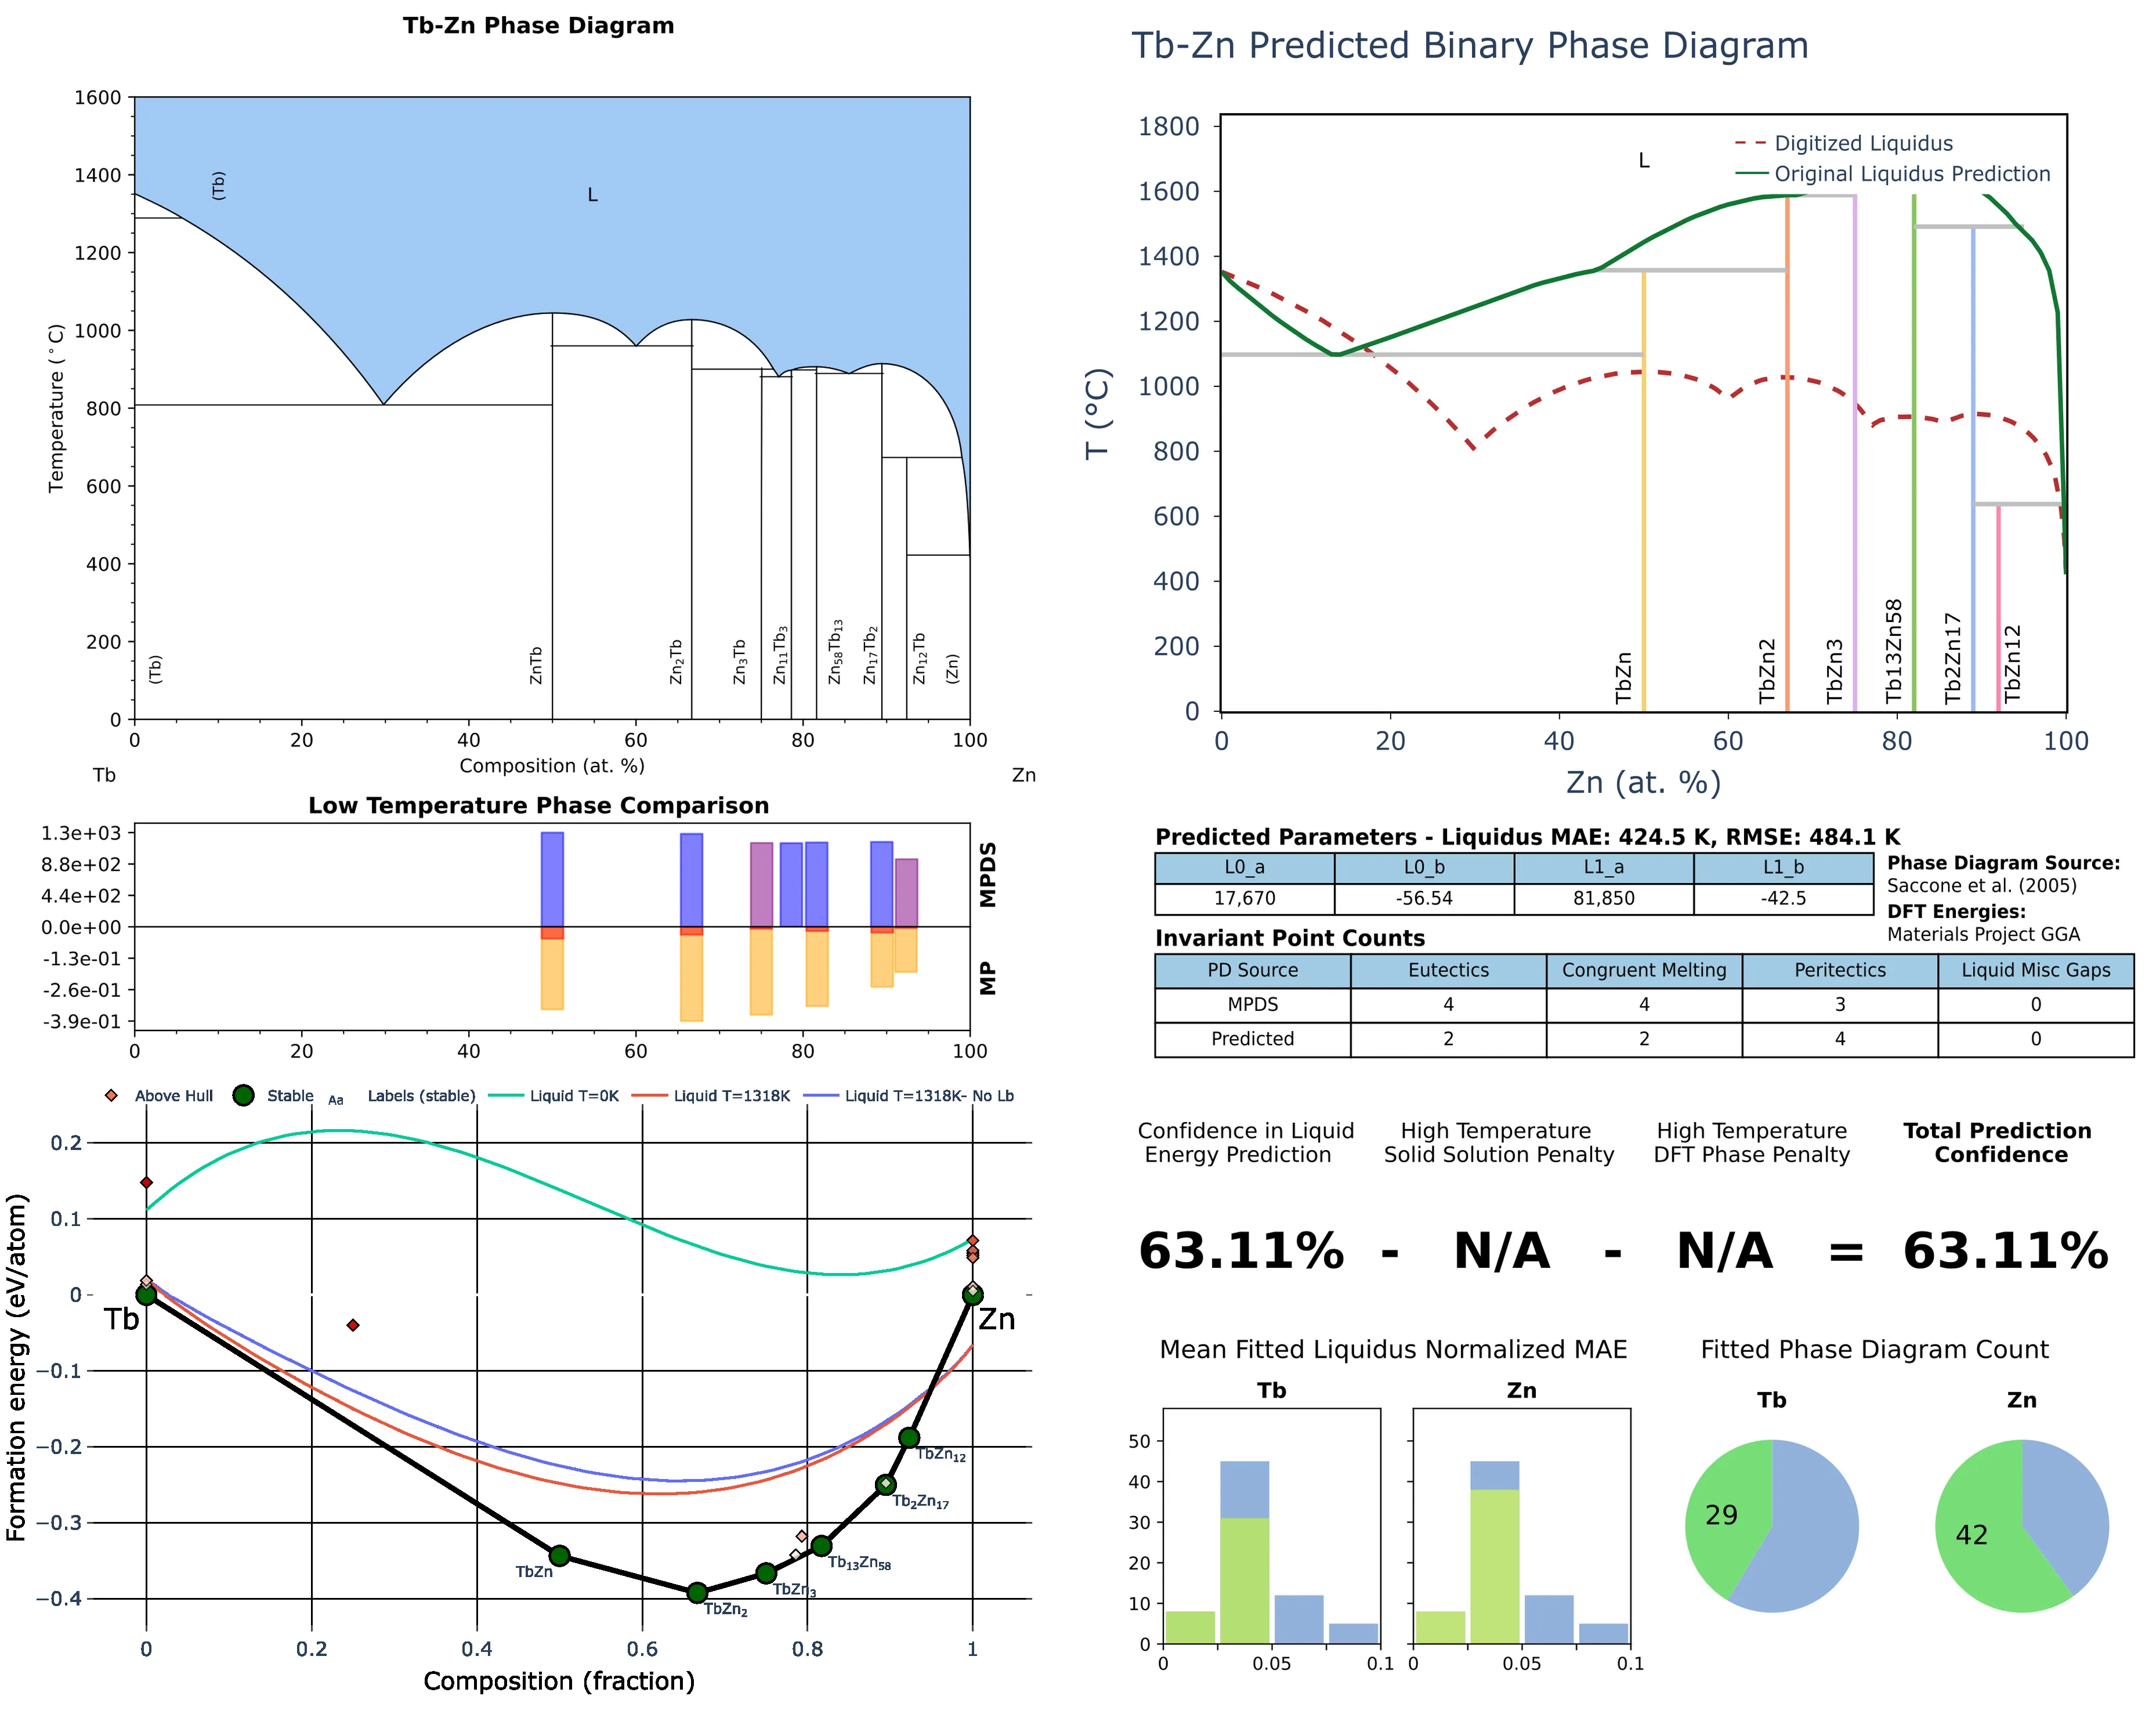 Tb-Zn Phase Diagram
1600
1400
1200
1000
800
600
400
200
0
Temperature (°C)
(Tb)
L
(Tb)
ZnTb
Zn₂Tb
Zn₃Tb
Zn₁₁Tb₃
Zn₅₈Tb₁₃
Zn₁₇Tb₂
Zn₁₂Tb
(Zn)
0 20 40 60 80 100
Composition (at. %)
Tb Zn
Low Temperature Phase Comparison
1.3e+03
8.8e+02
4.4e+02
0.0e+00
-1.3e-01
-2.6e-01
-3.9e-01
MPDS
MP
0 20 40 60 80 100
Above Hull Stable Aa Labels (stable) Liquid T=0K Liquid T=1318K Liquid T=1318K- No Lb
0.2
0.1
0
−0.1
−0.2
−0.3
−0.4
Formation energy (eV/atom)
Tb
Zn
TbZn
TbZn₂
TbZn₃
Tb₁₃Zn₅₈
Tb₂Zn₁₇
TbZn₁₂
0 0.2 0.4 0.6 0.8 1
Composition (fraction)
Tb-Zn Predicted Binary Phase Diagram
1800
1600
1400
1200
1000
800
600
400
200
0
T (°C)
L
Digitized Liquidus
Original Liquidus Prediction
TbZn
TbZn2
TbZn3
Tb13Zn58
Tb2Zn17
TbZn12
0 20 40 60 80 100
Zn (at. %)
Predicted Parameters - Liquidus MAE: 424.5 K, RMSE: 484.1 K
L0_a L0_b L1_a L1_b
17,670 -56.54 81,850 -42.5
Phase Diagram Source:
Saccone et al. (2005)
DFT Energies:
Materials Project GGA
Invariant Point Counts
PD Source Eutectics Congruent Melting Peritectics Liquid Misc Gaps
MPDS 4 4 3 0
Predicted 2 2 4 0
Confidence in Liquid
Energy Prediction
High Temperature
Solid Solution Penalty
High Temperature
DFT Phase Penalty
Total Prediction
Confidence
63.11% - N/A - N/A = 63.11%
Mean Fitted Liquidus Normalized MAE
Tb Zn
50
40
30
20
10
0
0 0.05 0.1
0 0.05 0.1
Fitted Phase Diagram Count
Tb Zn
29
42